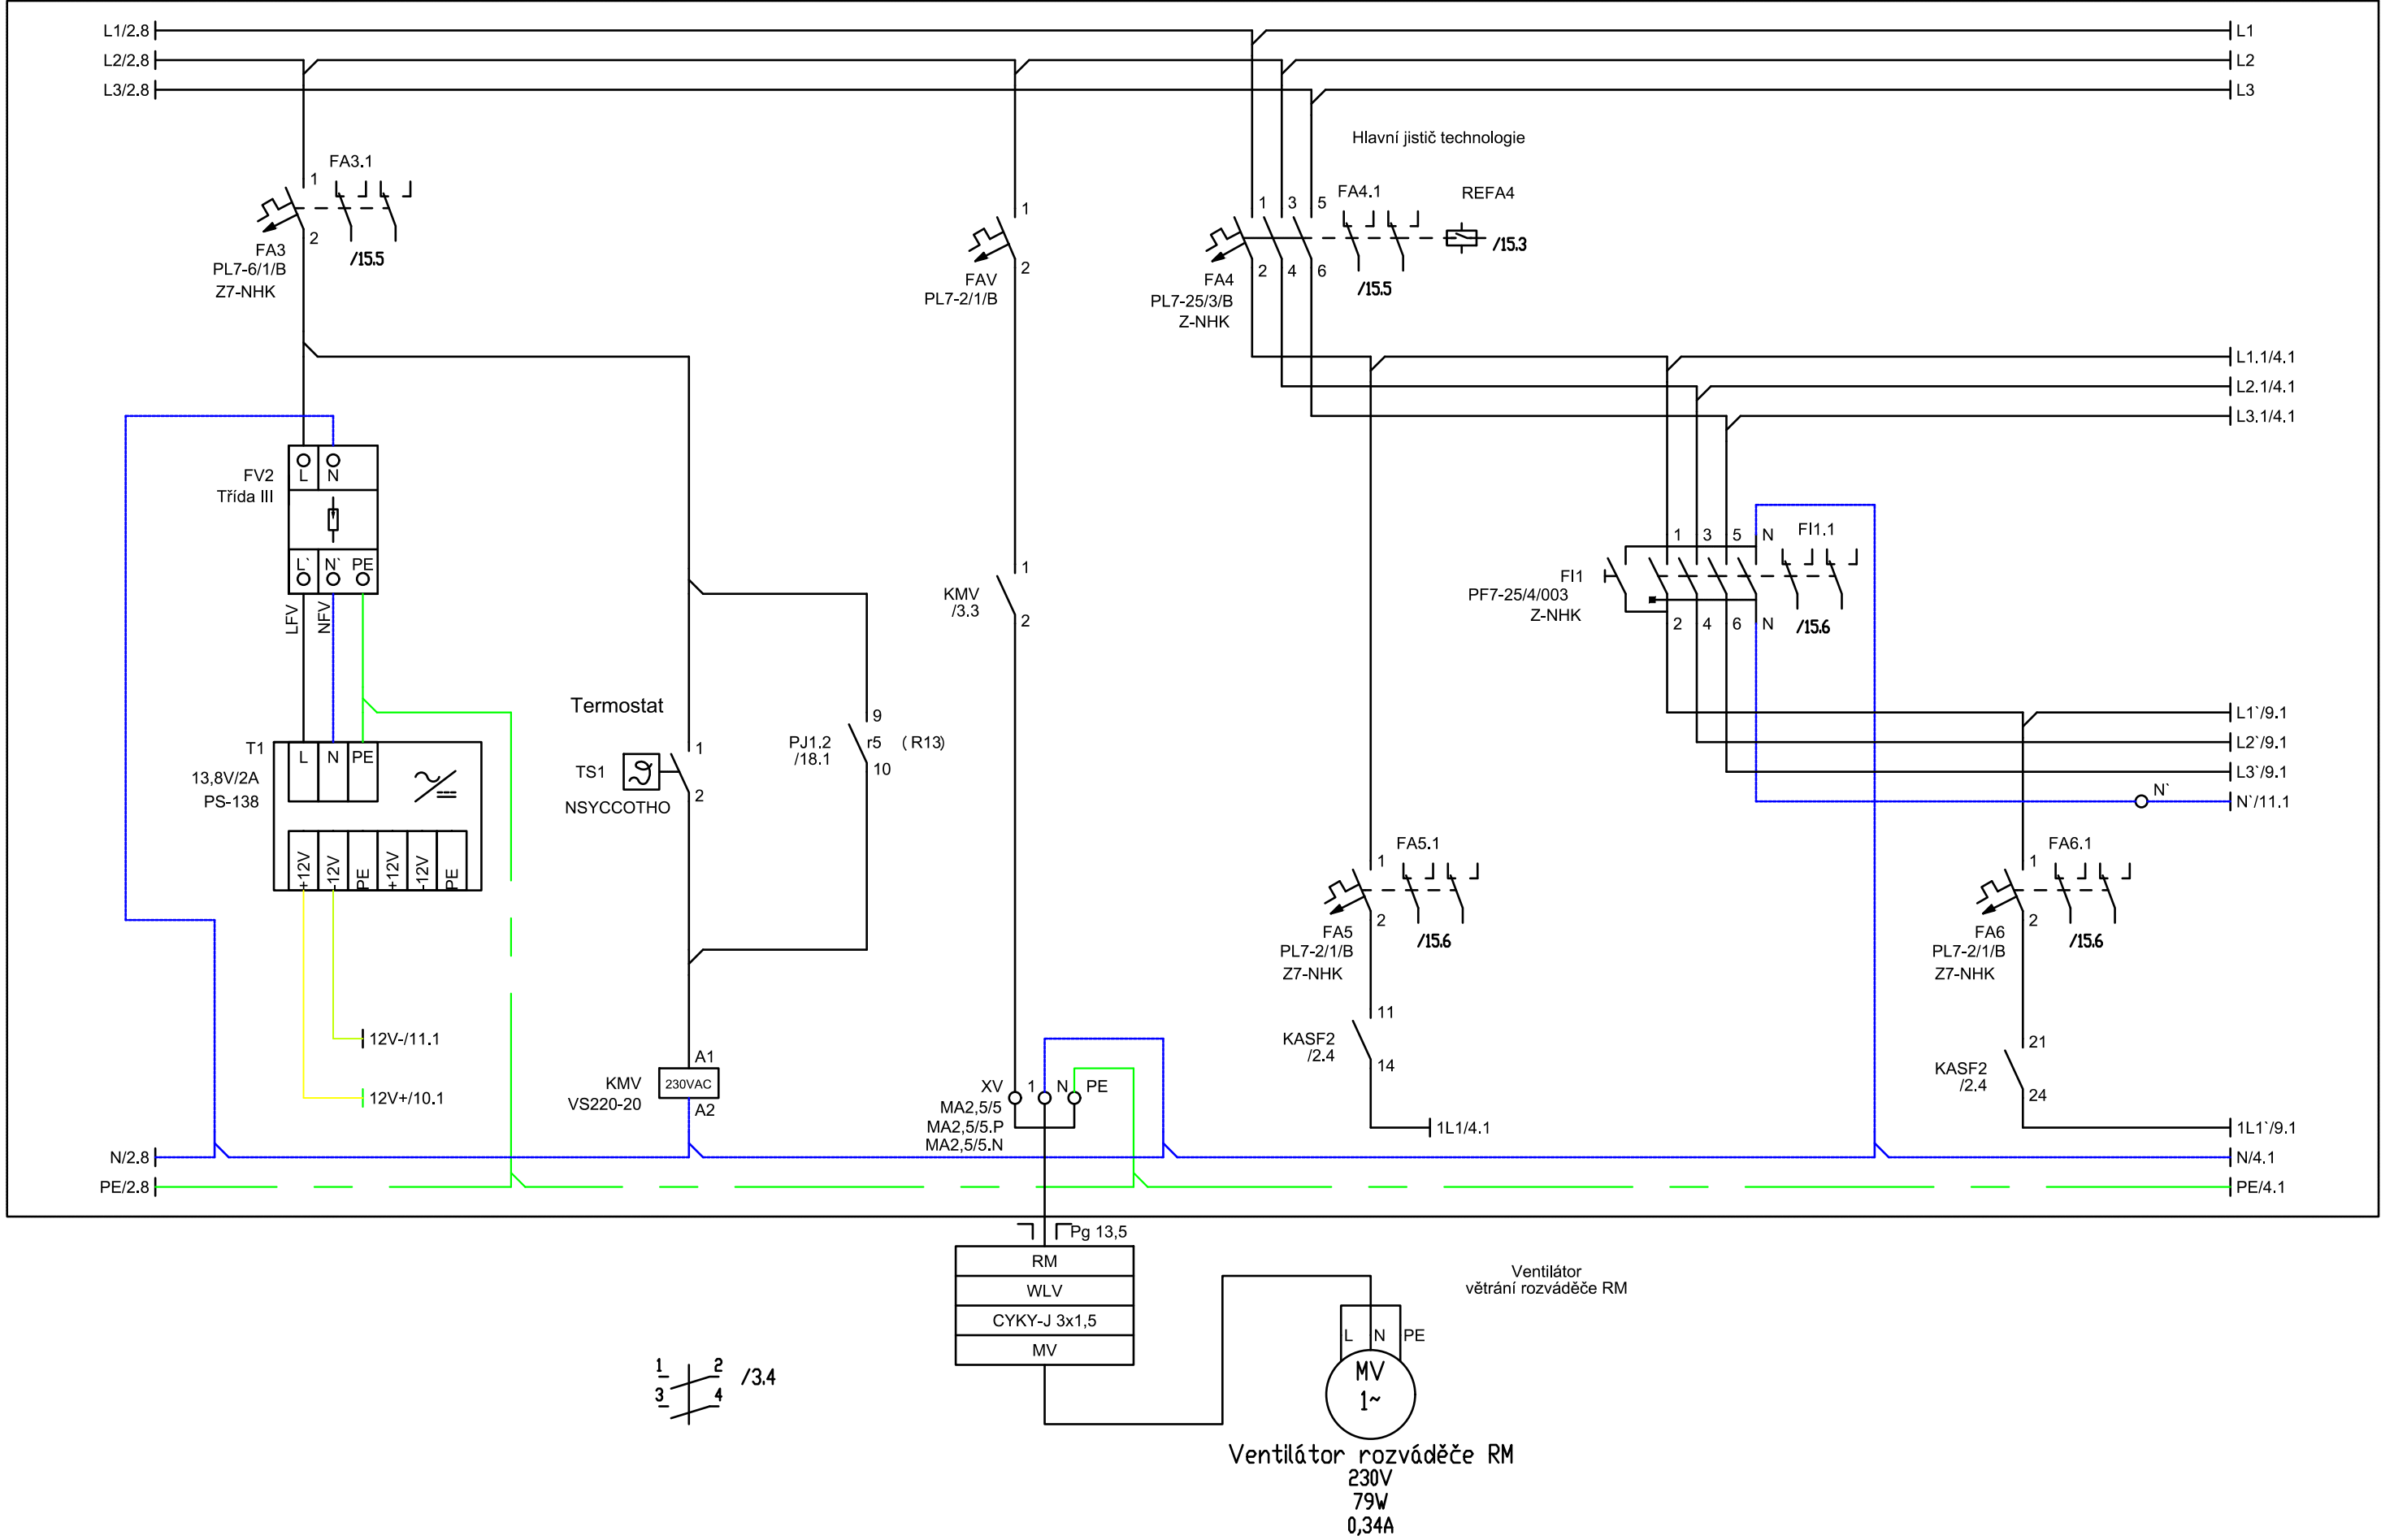 L1/2.8
L1
L2/2.8
L2
L3/2.8
L3
Hlavní jistič technologie
FA3.1
1
2
FA3
PL7-6/1/B
Z7-NHK
/15.5
1
2
FAV
PL7-2/1/B
1 3 5
FA4.1
REFA4
/15.3
2 4 6
FA4
PL7-25/3/B
Z-NHK
/15.5
L1.1/4.1
L2.1/4.1
L3.1/4.1
L N
FV2
Třída III
L` N` PE
LFV NFV
KMV
/3.3
1
2
1 3 5 N
FI1.1
FI1
PF7-25/4/003
Z-NHK
2 4 6 N
/15.6
T1
13,8V/2A
PS-138
L N PE
+12V -12V PE +12V -12V PE
Termostat
TS1
NSYCCOTHO
1
2
PJ1.2
/18.1
9
r5 (R13)
10
L1`/9.1
L2`/9.1
L3`/9.1
N`
N`/11.1
FA5.1
1
2
FA5
PL7-2/1/B
Z7-NHK
/15.6
FA6.1
1
2
FA6
PL7-2/1/B
Z7-NHK
/15.6
12V-/11.1
12V+/10.1
KMV
VS220-20
A1
230VAC
A2
XV 1 N PE
MA2,5/5
MA2,5/5.P
MA2,5/5.N
KASF2
/2.4
11
14
1L1/4.1
KASF2
/2.4
21
24
1L1`/9.1
N/2.8
N/4.1
PE/2.8
PE/4.1
Pg 13,5
RM
WLV
CYKY-J 3x1,5
MV
Ventilátor
větrání rozváděče RM
L N PE
MV
1~
1 2
3 4
/3.4
Ventilátor rozváděče RM
230V
79W
0,34A